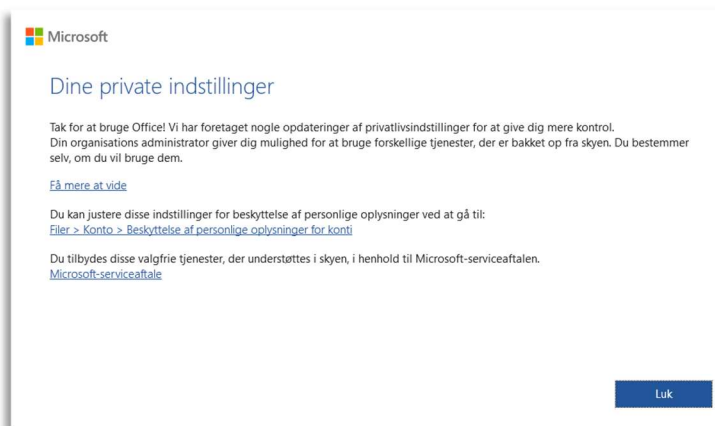 Microsoft
Dine private indstillinger
Tak for at bruge Office! Vi har foretaget nogle opdateringer af privatlivsindstillinger for at give dig mere kontrol.
Din organisations administrator giver dig mulighed for at bruge forskellige tjenester, der er bakket op fra skyen. Du bestemmer
selv, om du vil bruge dem.
Få mere at vide
Du kan justere disse indstillinger for beskyttelse af personlige oplysninger ved at gå til:
Filer > Konto > Beskyttelse af personlige oplysninger for konti
Du tilbydes disse valgfrie tjenester, der understøttes i skyen, i henhold til Microsoft-serviceaftalen.
Microsoft-serviceaftale
Luk